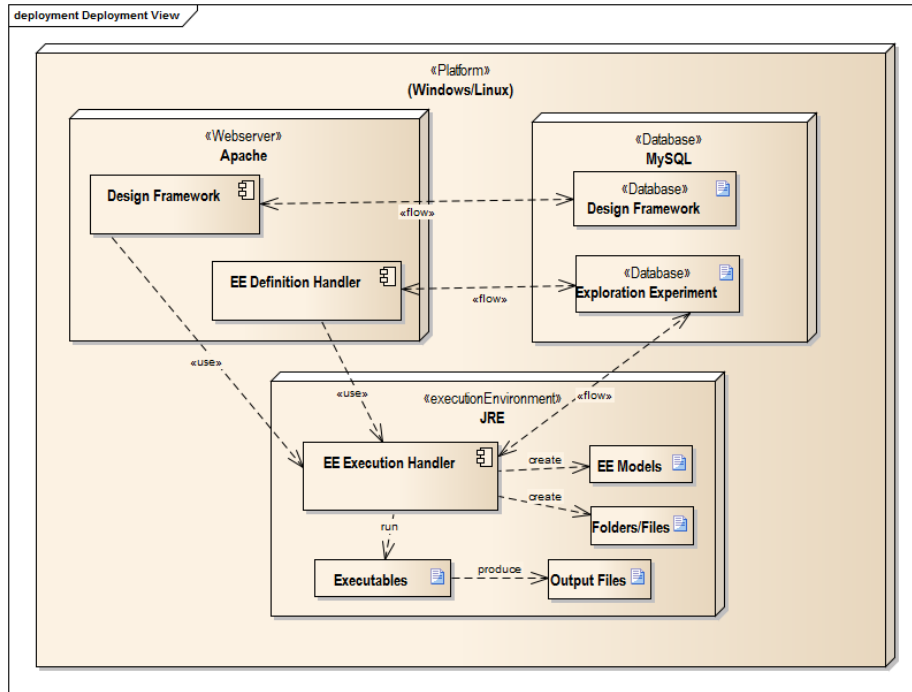 deployment Deployment View
«Platform»
(Windows/Linux)
«Webserver»
Apache
Design Framework
EE Definition Handler
«Database»
MySQL
«Database»
Design Framework
«Database»
Exploration Experiment
«flow»
«flow»
«use»
«use»
«flow»
«executionEnvironment»
JRE
EE Execution Handler
create
EE Models
create
Folders/Files
run
Executables
produce
Output Files